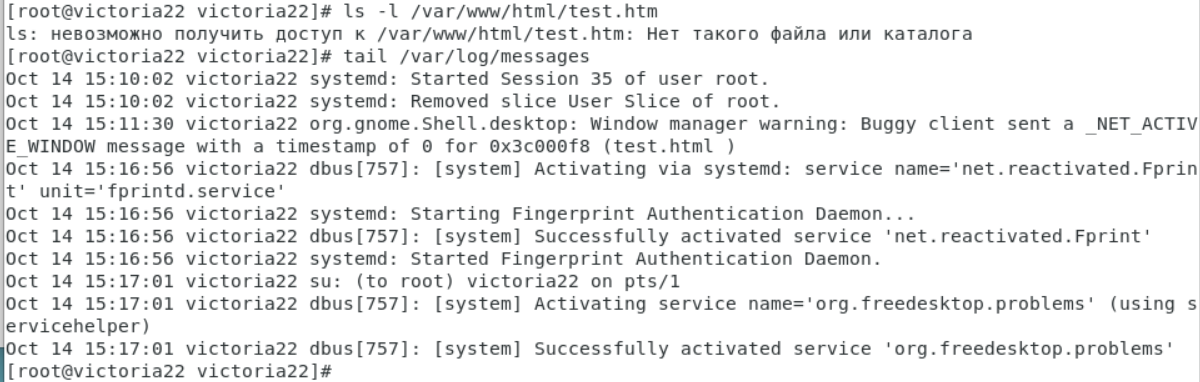 [root@victoria22 victoria22]# ls -l /var/www/html/test.htm
ls: невозможно получить доступ к /var/www/html/test.htm: Нет такого файла или каталога
[root@victoria22 victoria22]# tail /var/log/messages
Oct 14 15:10:02 victoria22 systemd: Started Session 35 of user root.
Oct 14 15:10:02 victoria22 systemd: Removed slice User Slice of root.
Oct 14 15:11:30 victoria22 org.gnome.Shell.desktop: Window manager warning: Buggy client sent a _NET_ACTIV
E_WINDOW message with a timestamp of 0 for 0x3c000f8 (test.html )
Oct 14 15:16:56 victoria22 dbus[757]: [system] Activating via systemd: service name='net.reactivated.Fprin
t' unit='fprintd.service'
Oct 14 15:16:56 victoria22 systemd: Starting Fingerprint Authentication Daemon...
Oct 14 15:16:56 victoria22 dbus[757]: [system] Successfully activated service 'net.reactivated.Fprint'
Oct 14 15:16:56 victoria22 systemd: Started Fingerprint Authentication Daemon.
Oct 14 15:17:01 victoria22 su: (to root) victoria22 on pts/1
Oct 14 15:17:01 victoria22 dbus[757]: [system] Activating service name='org.freedesktop.problems' (using s
ervicehelper)
Oct 14 15:17:01 victoria22 dbus[757]: [system] Successfully activated service 'org.freedesktop.problems'
[root@victoria22 victoria22]#